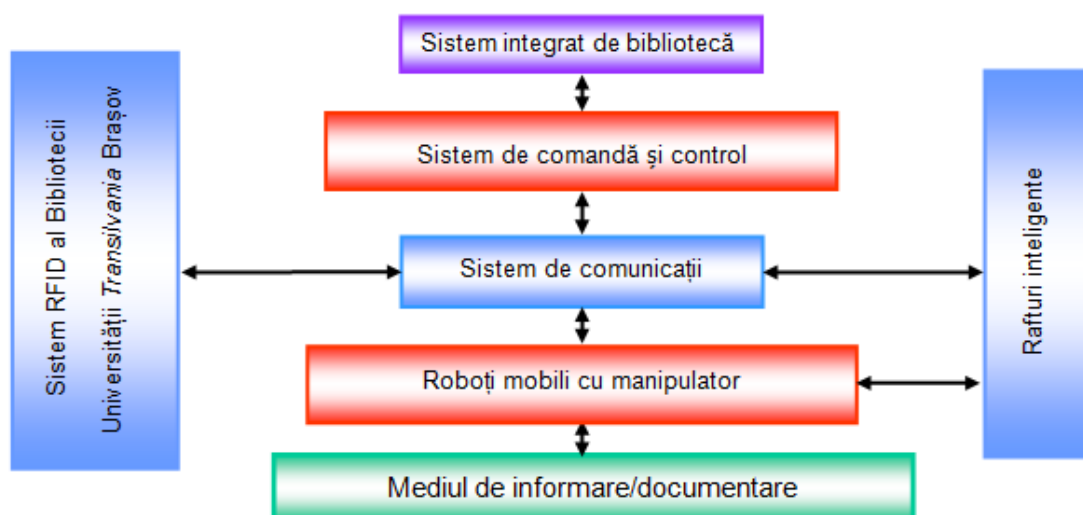 Sistem integrat de bibliotecă
Sistem de comandă și control
Sistem RFID al Bibliotecii
Universității Transilvania Brașov
Sistem de comunicații
Rafturi inteligente
Roboți mobili cu manipulator
Mediul de informare/documentare